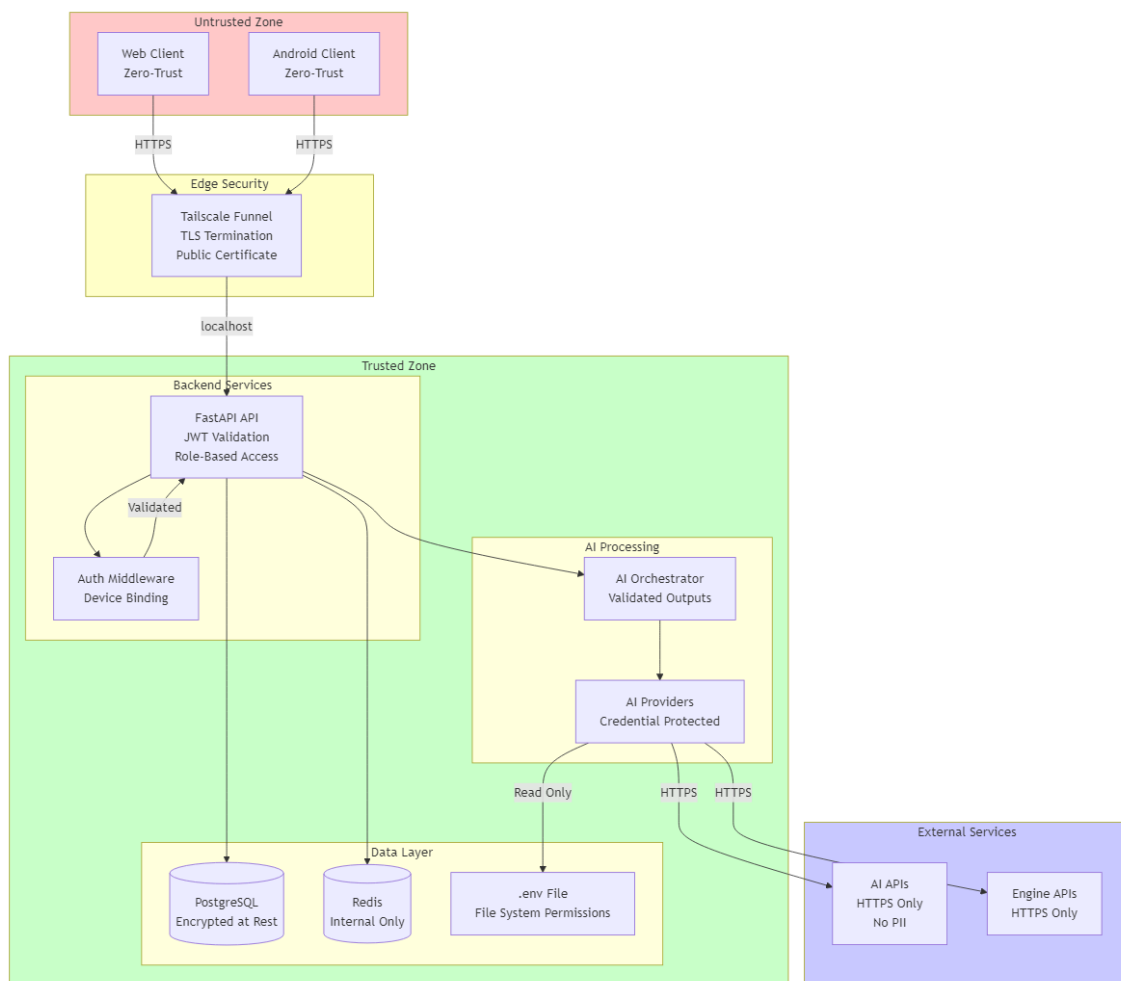 Untrusted Zone
Web Client
Zero-Trust
Android Client
Zero-Trust
HTTPS
HTTPS
Edge Security
Tailscale Funnel
TLS Termination
Public Certificate
localhost
Trusted Zone
Backend Services
FastAPI API
JWT Validation
Role-Based Access
Validated
Auth Middleware
Device Binding
AI Processing
AI Orchestrator
Validated Outputs
AI Providers
Credential Protected
Read Only
HTTPS
HTTPS
Data Layer
PostgreSQL
Encrypted at Rest
Redis
Internal Only
.env File
File System Permissions
External Services
AI APIs
HTTPS Only
No PII
Engine APIs
HTTPS Only